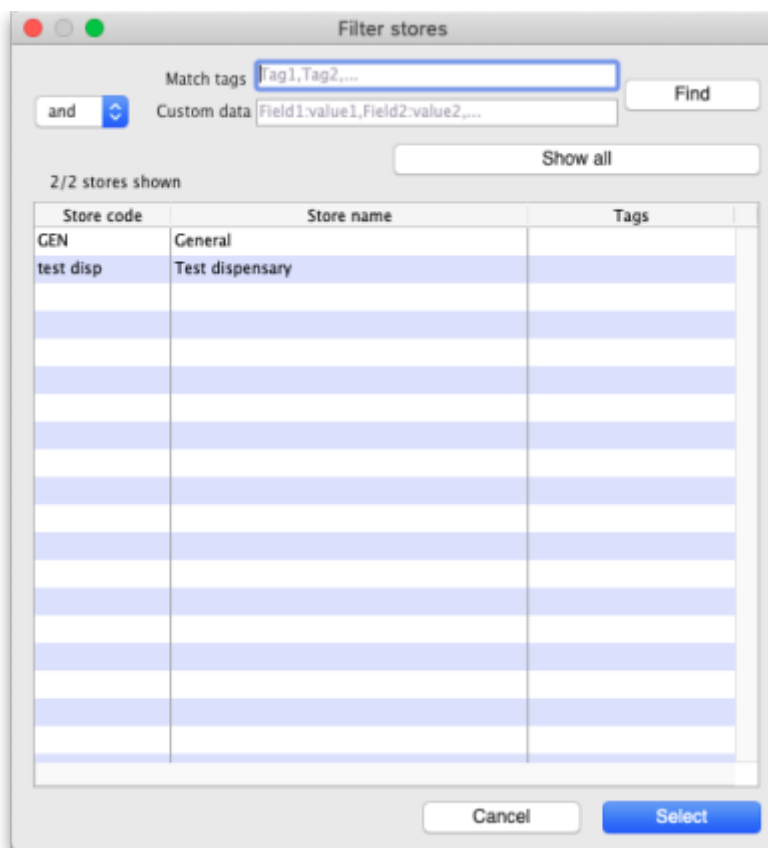 Filter stores
Match tags Tag1,Tag2,...
Find
and
Custom data Field1:value1,Field2:value2,...
Show all
2/2 stores shown
Store code Store name Tags
GEN General
test disp Test dispensary
Cancel Select